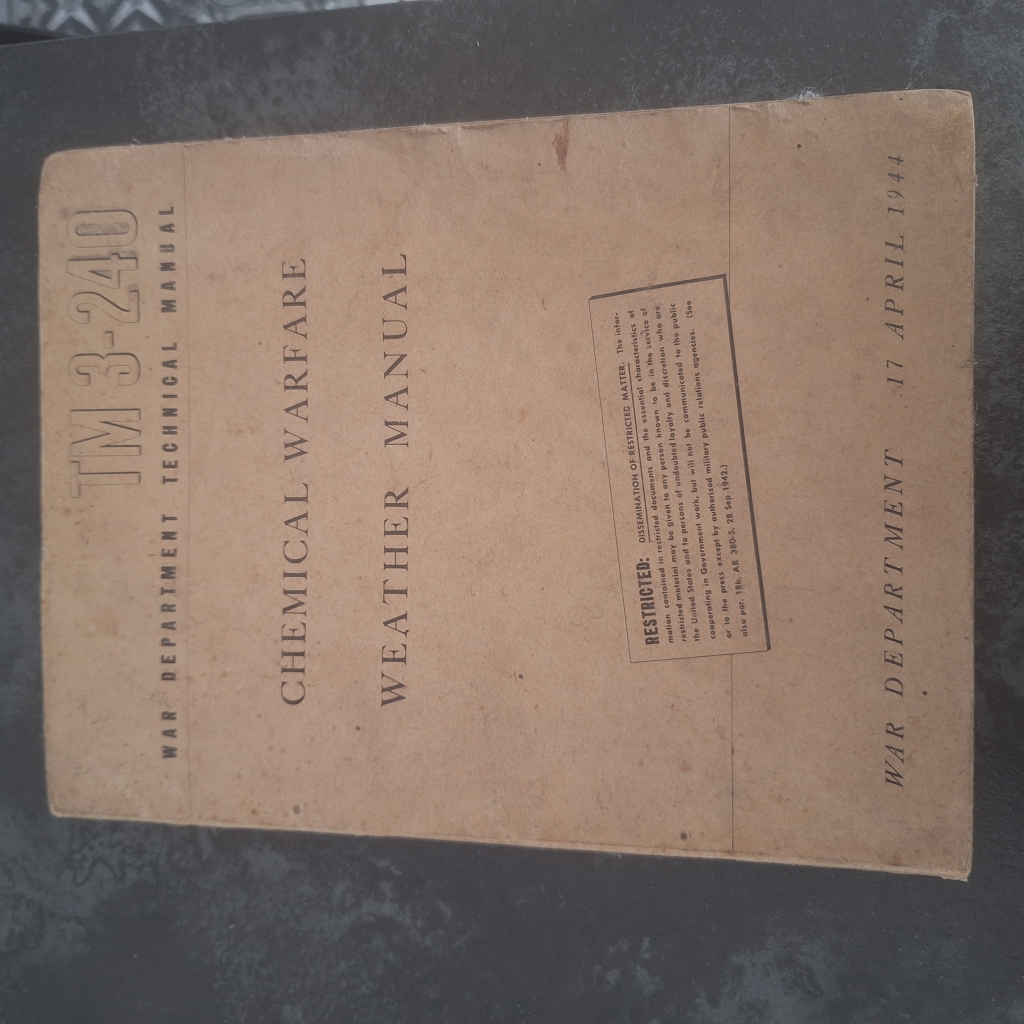 TM 3-240
WAR DEPARTMENT TECHNICAL MANUAL
CHEMICAL WARFARE
WEATHER MANUAL
RESTRICTED: DISSEMINATION OF RESTRICTED MATTER. The infor-
mation contained in restricted documents and the essential characteristics of
restricted material may be given to any person known to be in the service of
the United States and to persons of undoubted loyalty and discretion who are
cooperating in Government work, but will not be communicated to the public
or to the press except by authorized military public relations agencies. (See
also par. 18b, AR 380-5, 28 Sep 1942.)
WAR DEPARTMENT 17 APRIL 1944